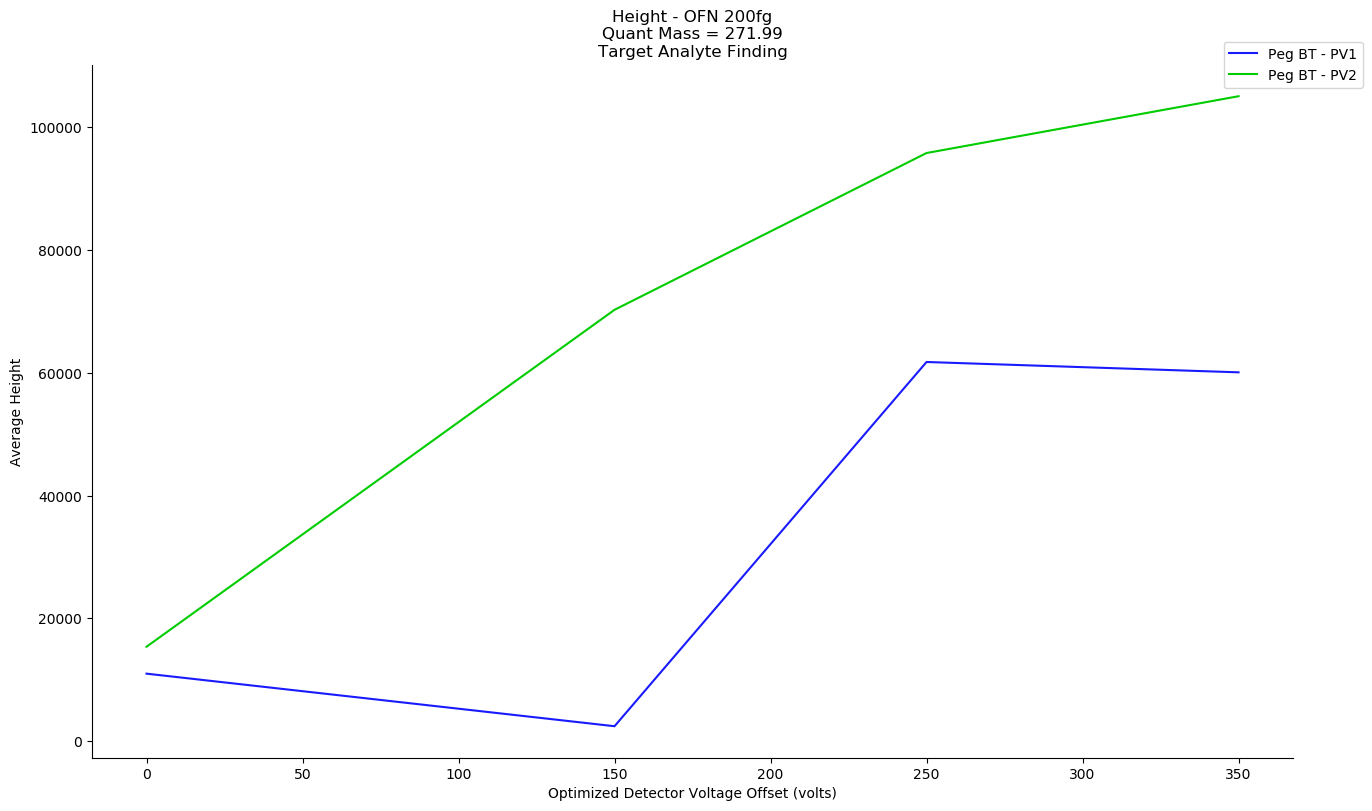 Height - OFN 200fg
Quant Mass = 271.99
Target Analyte Finding
Peg BT - PV1
Peg BT - PV2
100000
80000
60000
40000
20000
0
Average Height
0 50 100 150 200 250 300 350
Optimized Detector Voltage Offset (volts)